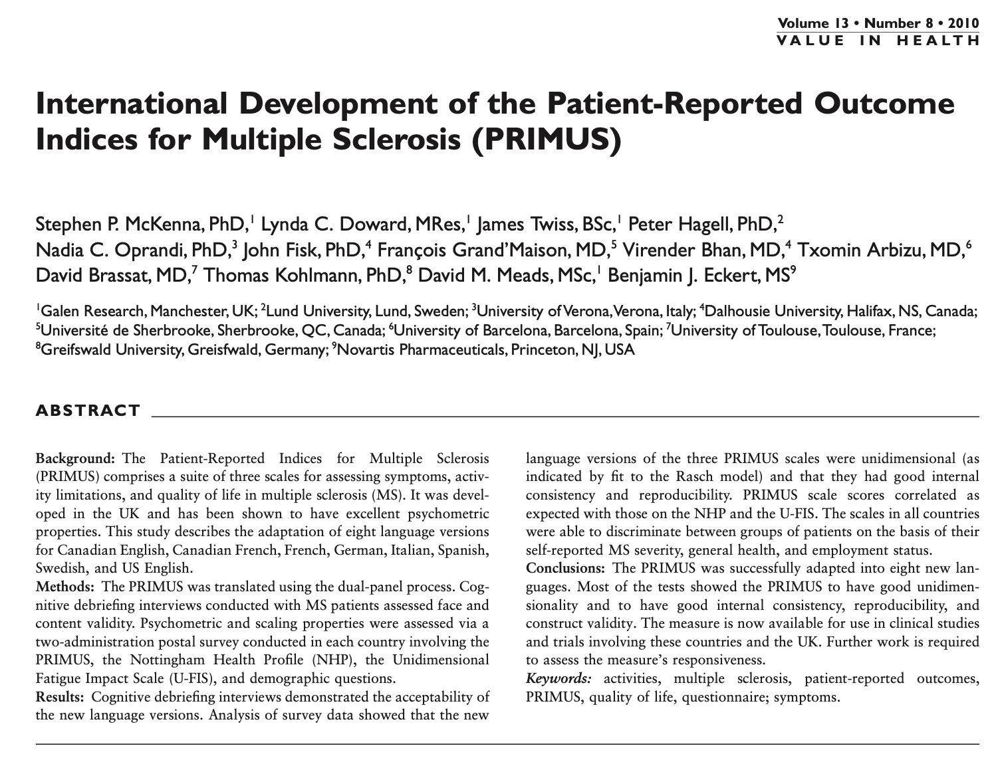 Volume 13 • Number 8 • 2010
VALUE IN HEALTH
International Development of the Patient-Reported Outcome
Indices for Multiple Sclerosis (PRIMUS)
Stephen P. McKenna, PhD,1 Lynda C. Doward, MRes,1 James Twiss, BSc,1 Peter Hagell, PhD,2
Nadia C. Oprandi, PhD,3 John Fisk, PhD,4 François Grand'Maison, MD,5 Virender Bhan, MD,4 Txomin Arbizu, MD,6
David Brassat, MD,7 Thomas Kohlmann, PhD,8 David M. Meads, MSc,1 Benjamin J. Eckert, MS9
1Galen Research, Manchester, UK; 2Lund University, Lund, Sweden; 3University of Verona, Verona, Italy; 4Dalhousie University, Halifax, NS, Canada;
5Université de Sherbrooke, Sherbrooke, QC, Canada; 6University of Barcelona, Barcelona, Spain; 7University of Toulouse, Toulouse, France;
8Greifswald University, Greisfwald, Germany; 9Novartis Pharmaceuticals, Princeton, NJ, USA
ABSTRACT
Background: The Patient-Reported Indices for Multiple Sclerosis
(PRIMUS) comprises a suite of three scales for assessing symptoms, activ-
ity limitations, and quality of life in multiple sclerosis (MS). It was devel-
oped in the UK and has been shown to have excellent psychometric
properties. This study describes the adaptation of eight language versions
for Canadian English, Canadian French, French, German, Italian, Spanish,
Swedish, and US English.
Methods: The PRIMUS was translated using the dual-panel process. Cog-
nitive debriefing interviews conducted with MS patients assessed face and
content validity. Psychometric and scaling properties were assessed via a
two-administration postal survey conducted in each country involving the
PRIMUS, the Nottingham Health Profile (NHP), the Unidimensional
Fatigue Impact Scale (U-FIS), and demographic questions.
Results: Cognitive debriefing interviews demonstrated the acceptability of
the new language versions. Analysis of survey data showed that the new
language versions of the three PRIMUS scales were unidimensional (as
indicated by fit to the Rasch model) and that they had good internal
consistency and reproducibility. PRIMUS scale scores correlated as
expected with those on the NHP and the U-FIS. The scales in all countries
were able to discriminate between groups of patients on the basis of their
self-reported MS severity, general health, and employment status.
Conclusions: The PRIMUS was successfully adapted into eight new lan-
guages. Most of the tests showed the PRIMUS to have good unidimen-
sionality and to have good internal consistency, reproducibility, and
construct validity. The measure is now available for use in clinical studies
and trials involving these countries and the UK. Further work is required
to assess the measure's responsiveness.
Keywords: activities, multiple sclerosis, patient-reported outcomes,
PRIMUS, quality of life, questionnaire; symptoms.